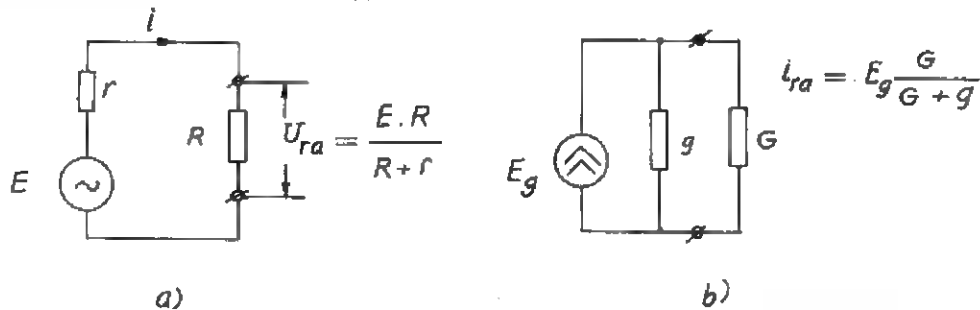 i
r
E
R
U_ra = E.R / R+r
a)
E_g
g
G
i_ra = E_g G / G+g
b)